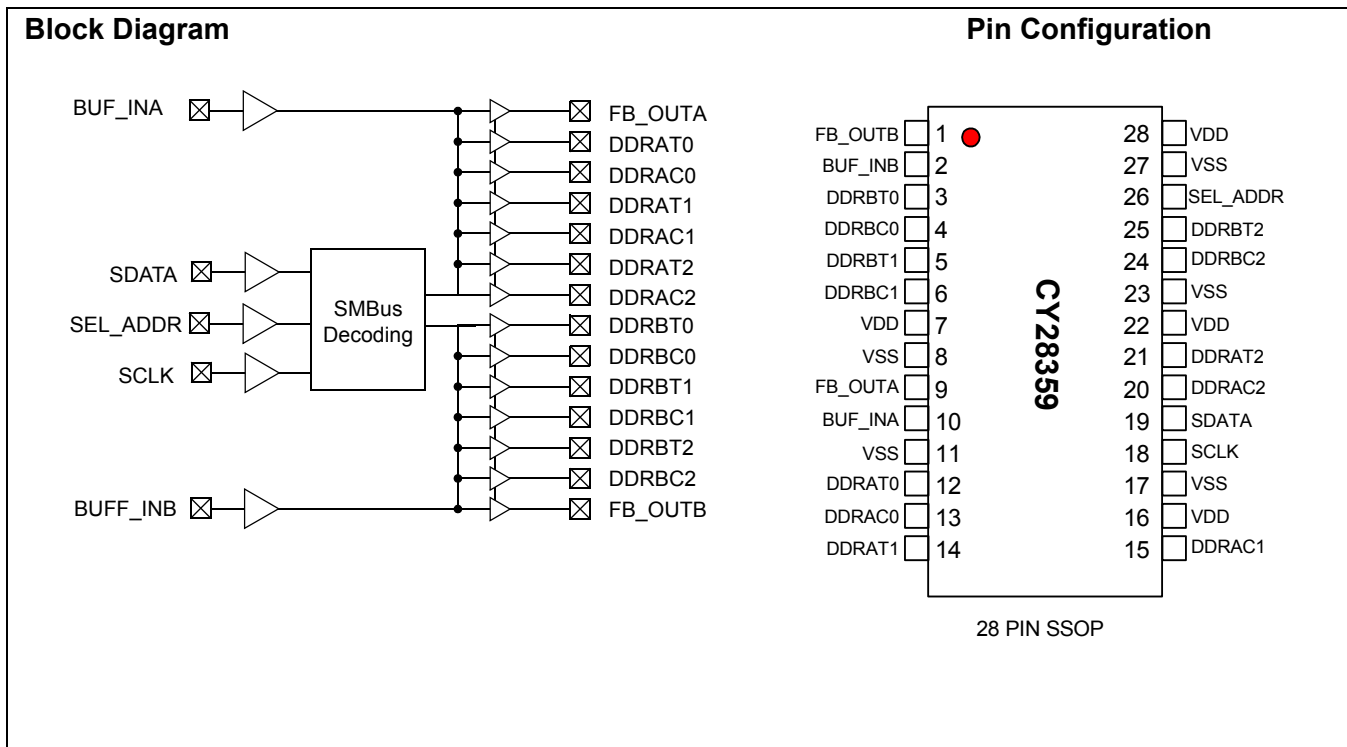 Block Diagram
Pin Configuration
BUF_INA
SDATA
SEL_ADDR
SCLK
BUFF_INB
SMBus
Decoding
FB_OUTA
DDRAT0
DDRAC0
DDRAT1
DDRAC1
DDRAT2
DDRAC2
DDRBT0
DDRBC0
DDRBT1
DDRBC1
DDRBT2
DDRBC2
FB_OUTB
FB_OUTB 1 28 VDD
BUF_INB 2 27 VSS
DDRBT0 3 26 SEL_ADDR
DDRBC0 4 25 DDRBT2
DDRBT1 5 24 DDRBC2
DDRBC1 6 23 VSS
VDD 7 22 VDD
VSS 8 21 DDRAT2
FB_OUTA 9 20 DDRAC2
BUF_INA 10 19 SDATA
VSS 11 18 SCLK
DDRAT0 12 17 VSS
DDRAC0 13 16 VDD
DDRAT1 14 15 DDRAC1
CY28359
28 PIN SSOP